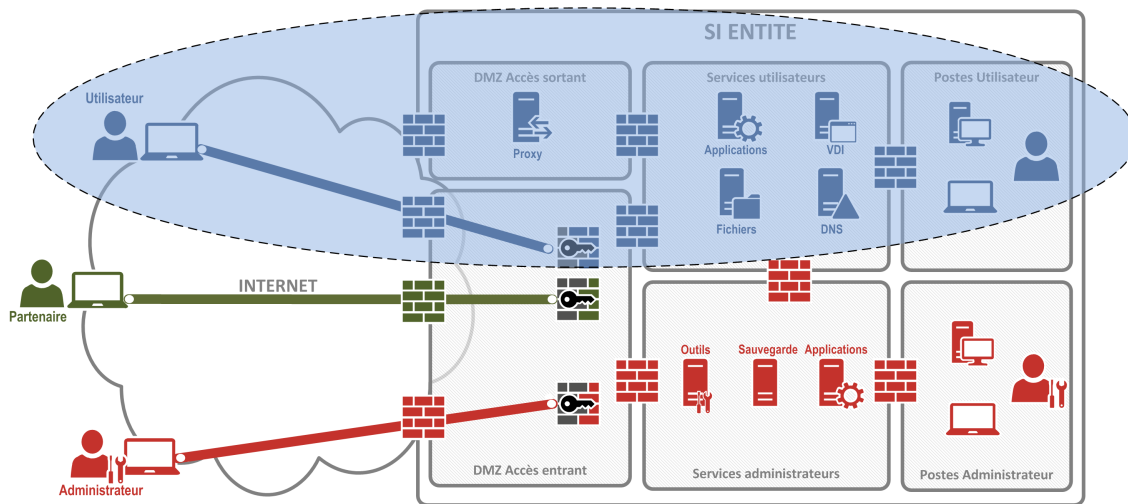 SI ENTITE
DMZ Accès sortant
Services utilisateurs
Postes Utilisateur
Utilisateur
Proxy
Applications
VDI
Fichiers
DNS
INTERNET
Partenaire
Outils
Sauvegarde
Applications
Administrateur
DMZ Accès entrant
Services administrateurs
Postes Administrateur